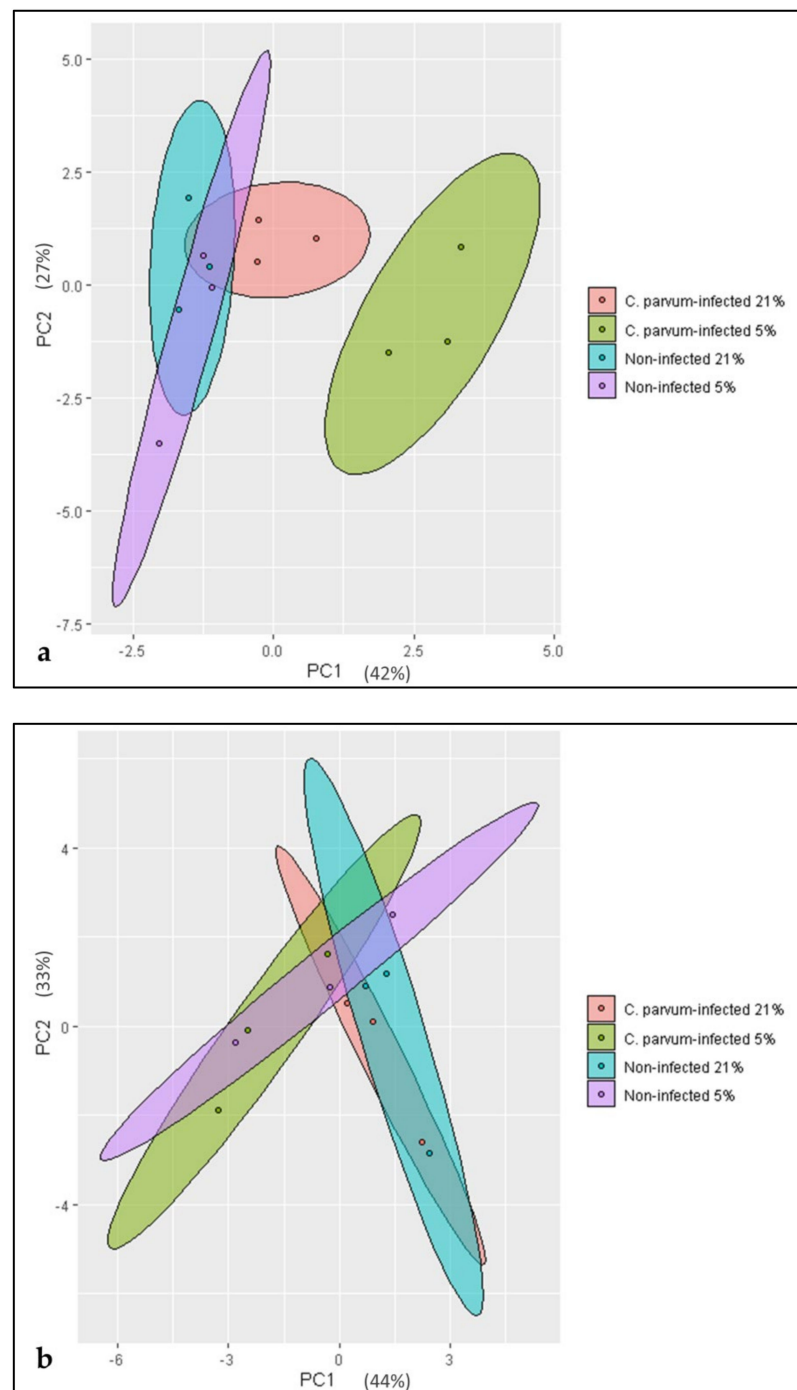 5.0
2.5
0.0
-2.5
-5.0
-7.5
PC2 (27%)
-2.5 0.0 2.5 5.0
PC1 (42%)
a
C. parvum-infected 21%
C. parvum-infected 5%
Non-infected 21%
Non-infected 5%
4
0
-4
PC2 (33%)
-6 -3 0 3
PC1 (44%)
b
C. parvum-infected 21%
C. parvum-infected 5%
Non-infected 21%
Non-infected 5%